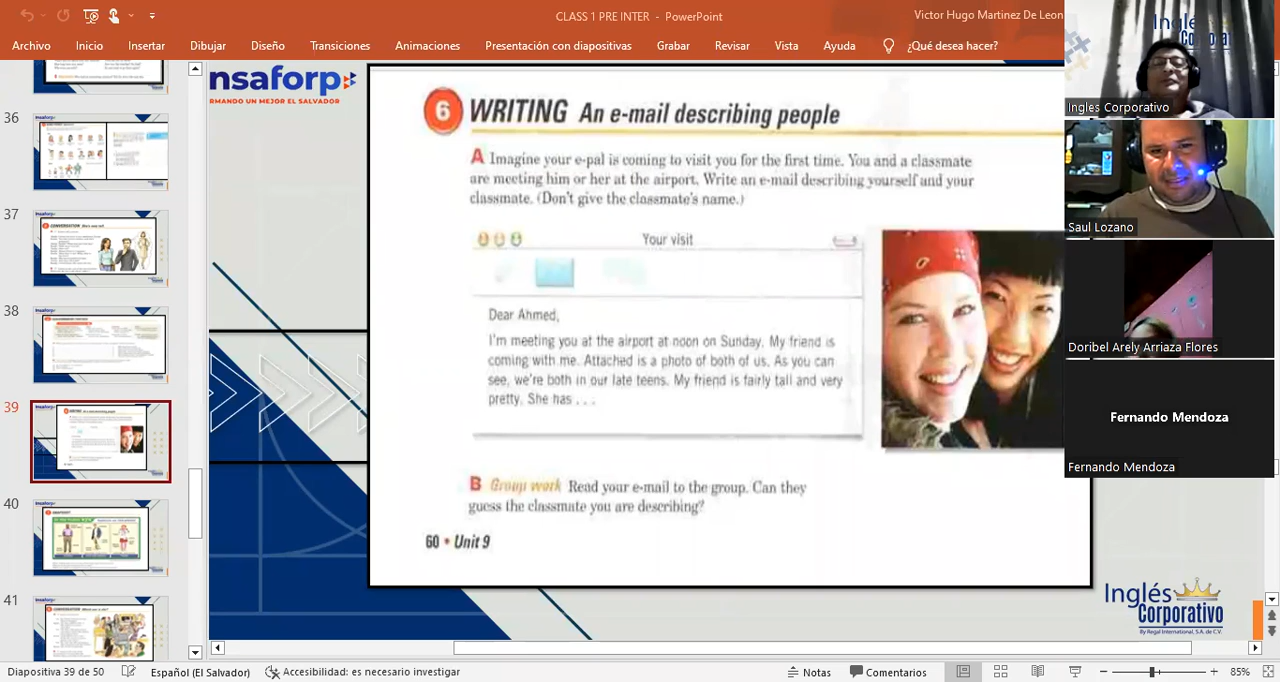 CLASS 1 PRE INTER - PowerPoint
Victor Hugo Martinez De Leon
Archivo Inicio Insertar Dibujar Diseño Transiciones Animaciones Presentación con diapositivas Grabar Revisar Vista Ayuda ¿Qué desea hacer?
36
37
38
39
40
41
nsaforp
RMANDO UN MEJOR EL SALVADOR
6 WRITING An e-mail describing people
A Imagine your e-pal is coming to visit you for the first time. You and a classmate
are meeting him or her at the airport. Write an e-mail describing yourself and your
classmate. (Don't give the classmate's name.)
Your visit
Dear Ahmed,
I'm meeting you at the airport at noon on Sunday. My friend is
coming with me. Attached is a photo of both of us. As you can
see, we're both in our late teens. My friend is fairly tall and very
pretty. She has . . .
B Group work Read your e-mail to the group. Can they
guess the classmate you are describing?
60 • Unit 9
Inglés
Corporativo
By Regal International, S.A. de C.V.
Ingles Corporativo
Saul Lozano
Doribel Arely Arriaza Flores
Fernando Mendoza
Fernando Mendoza
Diapositiva 39 de 50 Español (El Salvador) Accesibilidad: es necesario investigar Notas Comentarios 85%